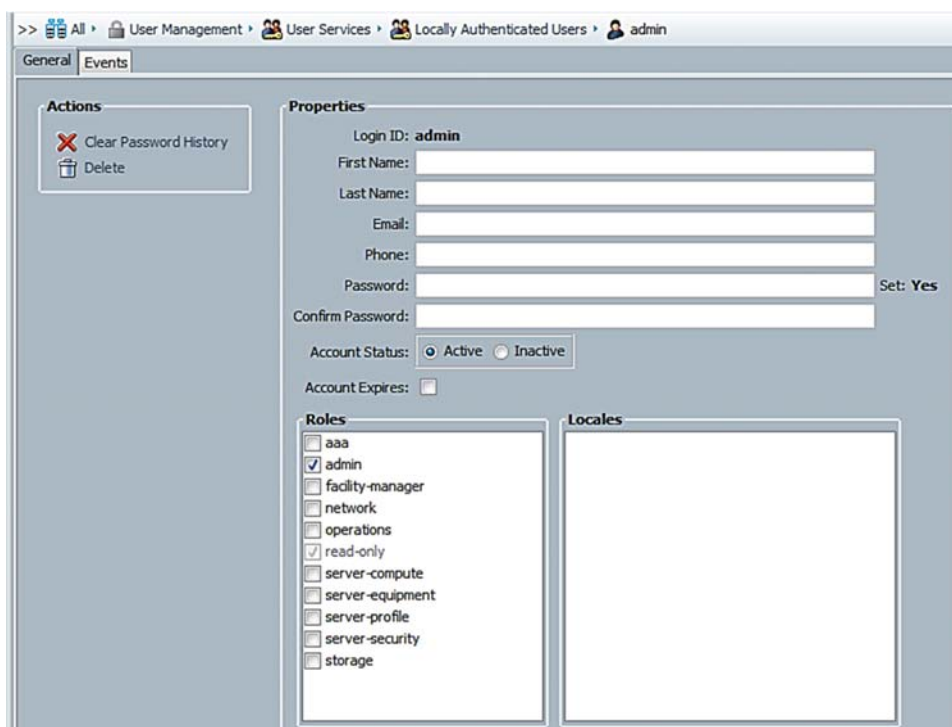 >> All User Management User Services Locally Authenticated Users admin
General Events
Actions
Clear Password History
Delete
Properties
Login ID: admin
First Name:
Last Name:
Email:
Phone:
Password: Set: Yes
Confirm Password:
Account Status: Active Inactive
Account Expires:
Roles
aaa
admin
facility-manager
network
operations
read-only
server-compute
server-equipment
server-profile
server-security
storage
Locales